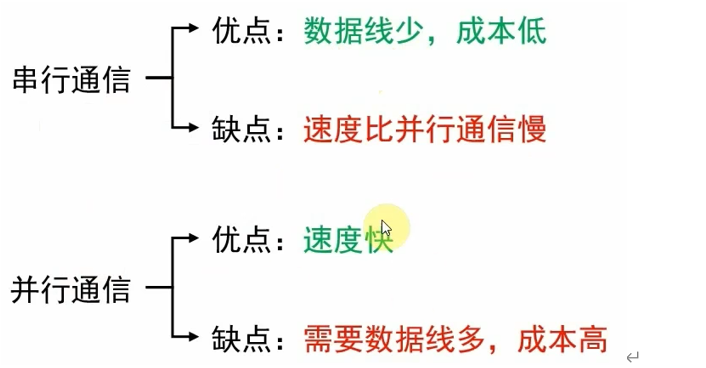 优点：数据线少，成本低
串行通信
缺点：速度比并行通信慢
优点：速度快
并行通信
缺点：需要数据线多，成本高